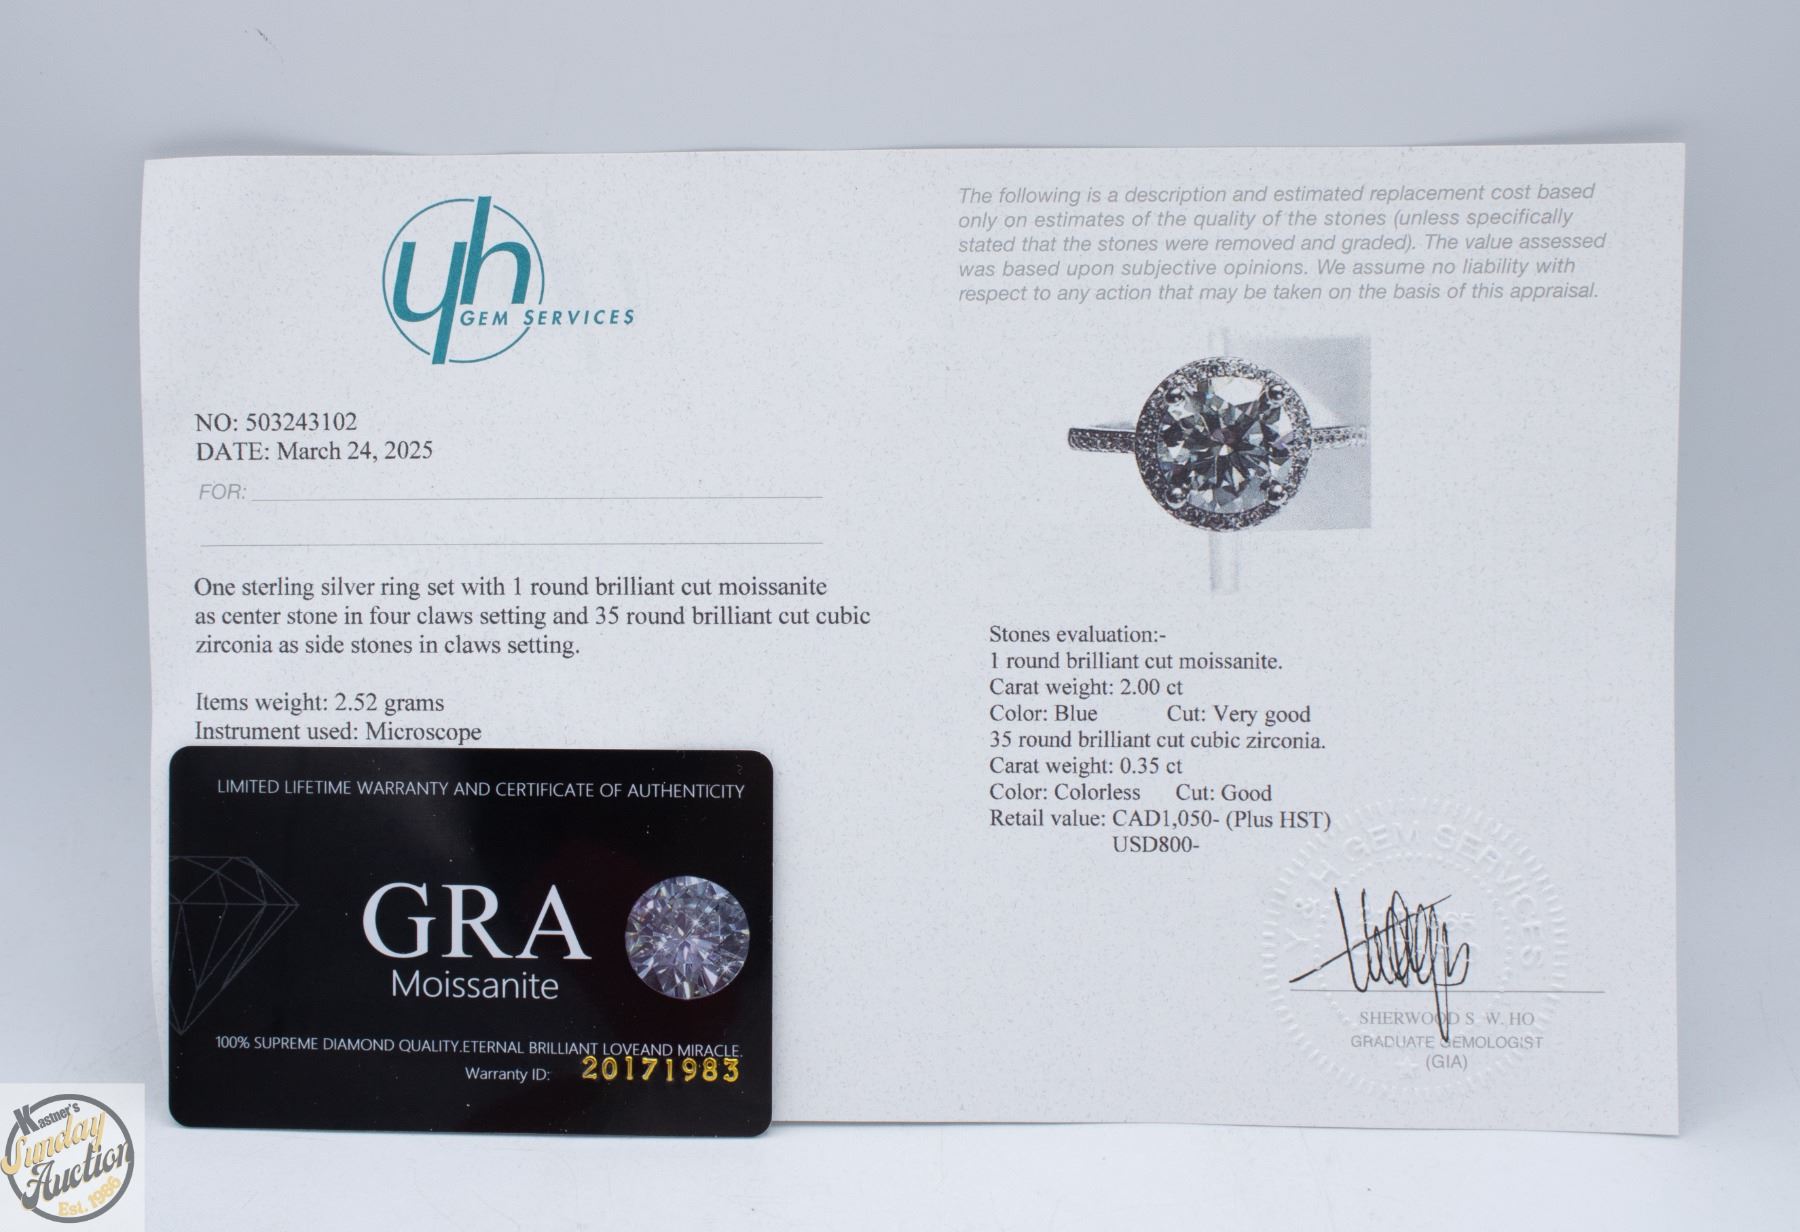 yh
GEM SERVICES
NO: 503243102
DATE: March 24, 2025
FOR:
One sterling silver ring set with 1 round brilliant cut moissanite
as center stone in four claws setting and 35 round brilliant cut cubic
zirconia as side stones in claws setting.
Items weight: 2.52 grams
Instrument used: Microscope
LIMITED LIFETIME WARRANTY AND CERTIFICATE OF AUTHENTICITY
GRA
Moissanite
100% SUPREME DIAMOND QUALITY.ETERNAL BRILLIANT LOVEAND MIRACLE.
Warranty ID: 20171983
The following is a description and estimated replacement cost based
only on estimates of the quality of the stones (unless specifically
stated that the stones were removed and graded). The value assessed
was based upon subjective opinions. We assume no liability with
respect to any action that may be taken on the basis of this appraisal.
Stones evaluation:-
1 round brilliant cut moissanite.
Carat weight: 2.00 ct
Color: Blue Cut: Very good
35 round brilliant cut cubic zirconia.
Carat weight: 0.35 ct
Color: Colorless Cut: Good
Retail value: CAD1,050- (Plus HST)
USD800-
Y & H GEM SERVICES
SHERWOOD S. W. HO
GRADUATE GEMOLOGIST
(GIA)
Kastner's
Sunday
Auction
Est. 1986